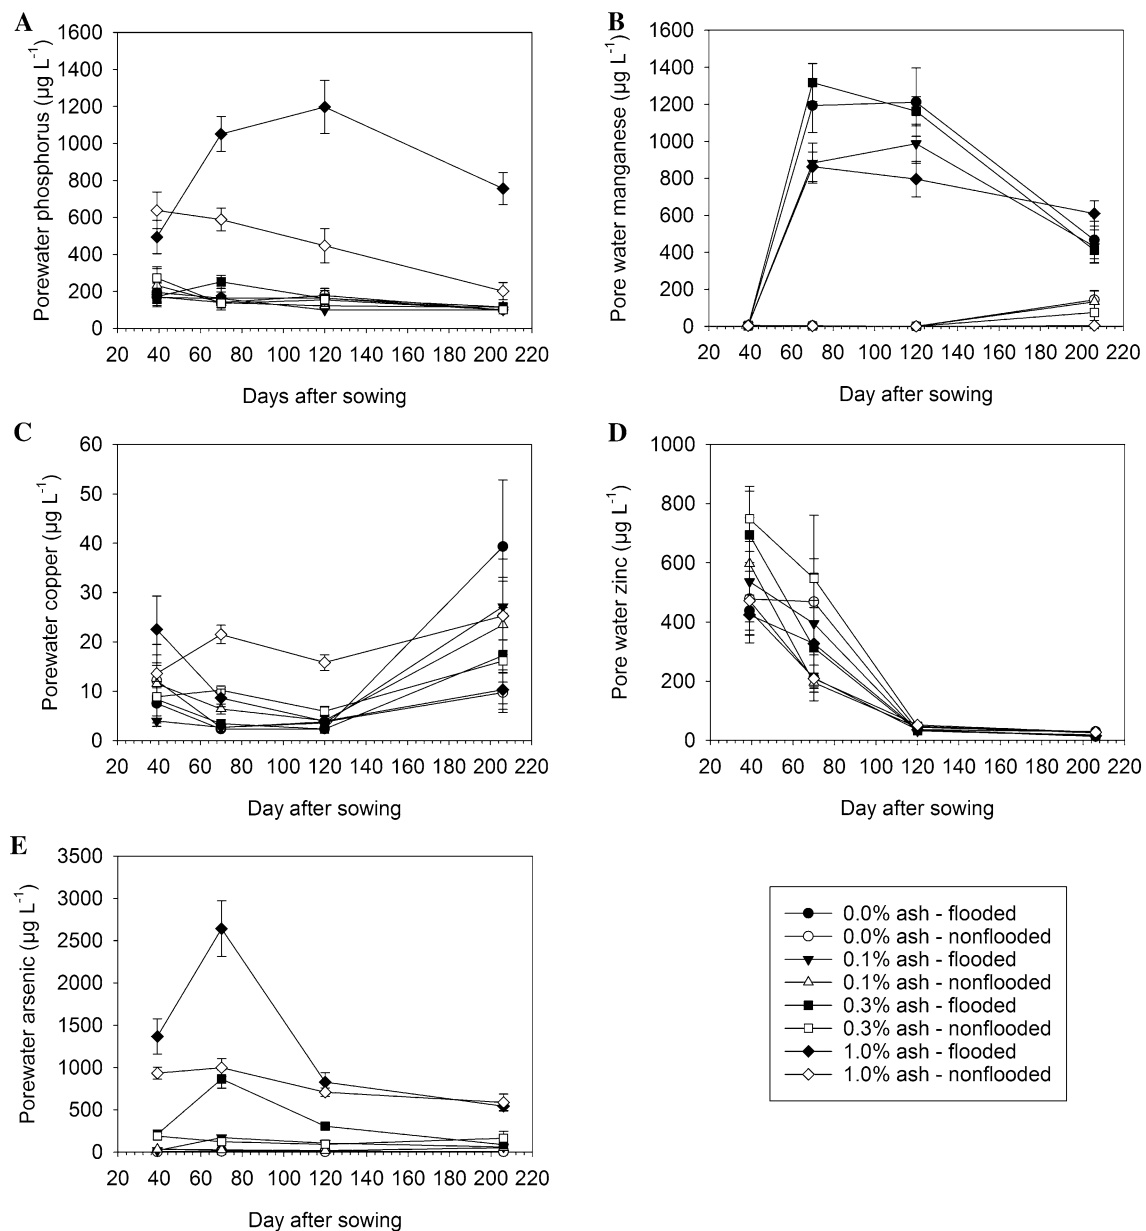 A
1600
1400
1200
1000
800
600
400
200
0
Porewater phosphorus (µg L-1)
20 40 60 80 100 120 140 160 180 200 220
Days after sowing
B
1600
1400
1200
1000
800
600
400
200
0
Pore water manganese (µg L-1)
20 40 60 80 100 120 140 160 180 200 220
Day after sowing
C
60
50
40
30
20
10
0
Porewater copper (µg L-1)
20 40 60 80 100 120 140 160 180 200 220
Day after sowing
D
1000
800
600
400
200
0
Pore water zinc (µg L-1)
20 40 60 80 100 120 140 160 180 200 220
Day after sowing
E
3500
3000
2500
2000
1500
1000
500
0
Porewater arsenic (µg L-1)
20 40 60 80 100 120 140 160 180 200 220
Day after sowing
0.0% ash - flooded
0.0% ash - nonflooded
0.1% ash - flooded
0.1% ash - nonflooded
0.3% ash - flooded
0.3% ash - nonflooded
1.0% ash - flooded
1.0% ash - nonflooded